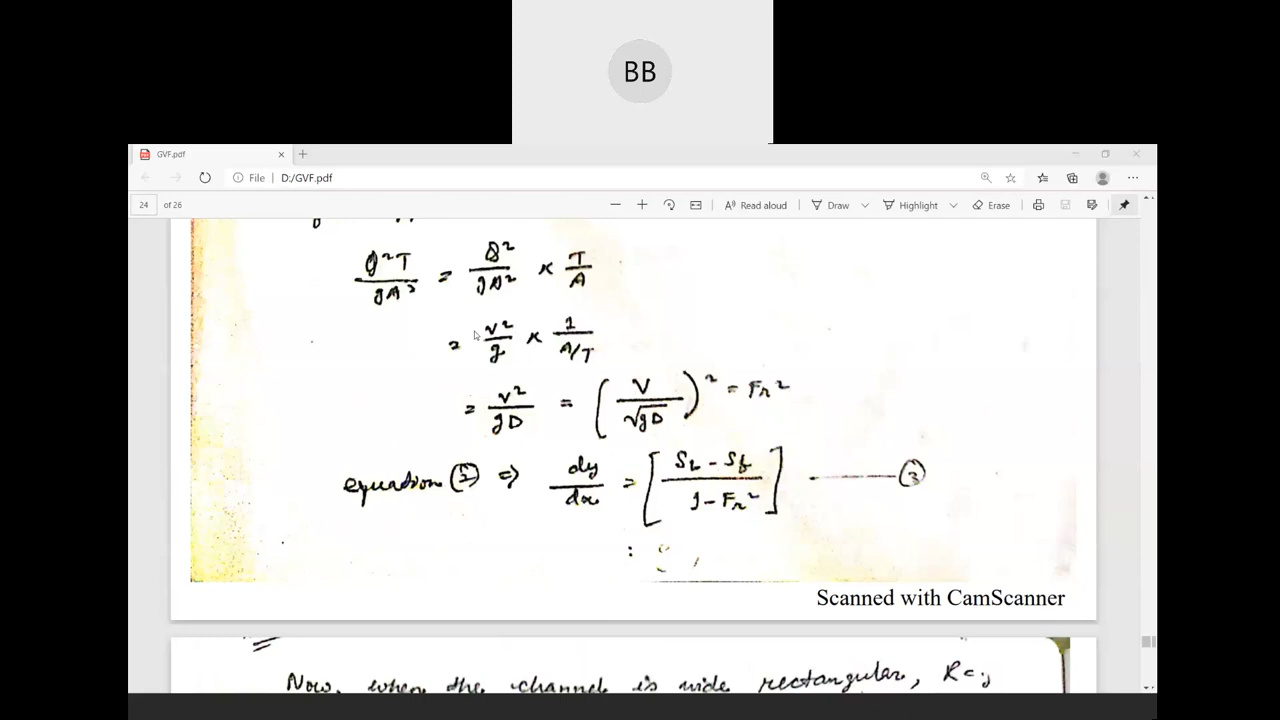 BB
GVF.pdf
File D:/GVF.pdf
24 of 26 Read aloud Draw Highlight Erase
Q²T/gA³ = Q²/gA² × T/A
= V²/g × 1/A/T
= V²/gD = (V/√gD)² = Fr²
equation ⇒ dy/dx = [Sb - Sf / 1 - Fr²] ——— ③
Scanned with CamScanner
Now, when the channel is wide rectangular, R=y